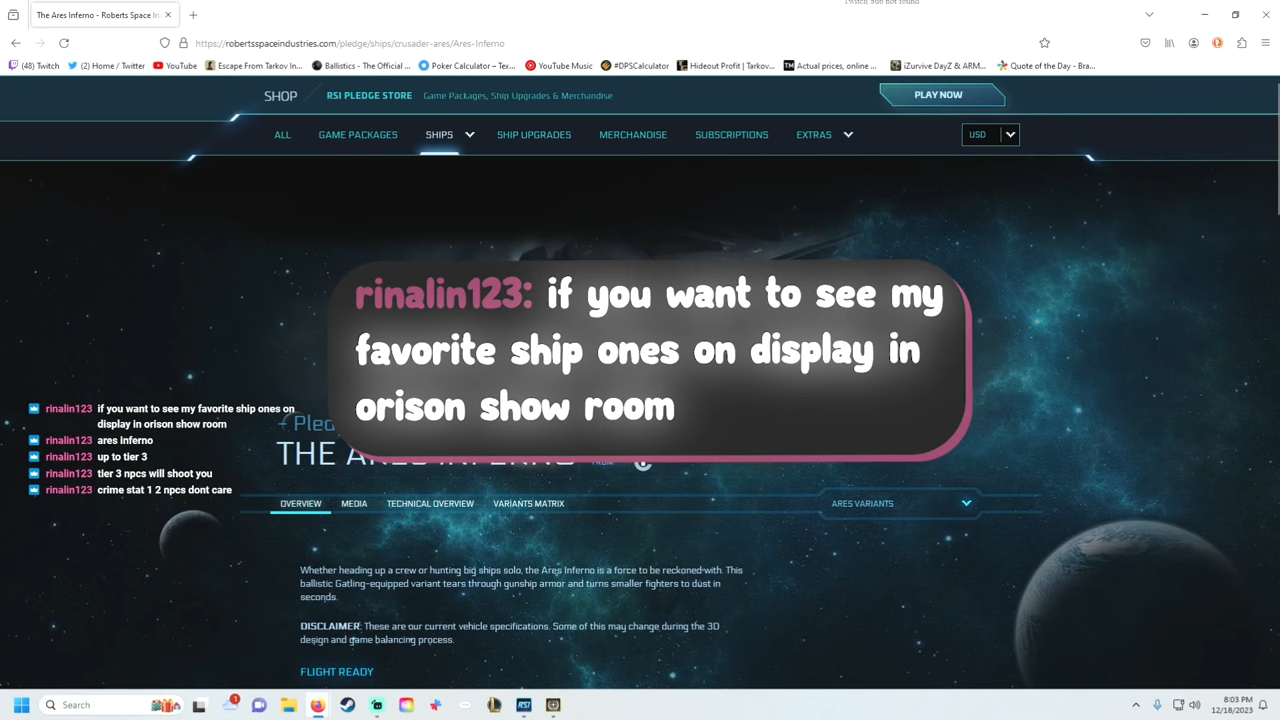 Twitch Sub not found
The Ares Inferno - Roberts Space In
https://robertsspaceindustries.com/pledge/ships/crusader-ares/Ares-Inferno
(48) Twitch
(2) Home / Twitter
YouTube
Escape From Tarkov In...
Ballistics - The Official ...
Poker Calculator ~ Tex...
YouTube Music
#DPSCalculator
Hideout Profit | Tarkov...
Actual prices, online ...
iZurvive DayZ & ARM...
Quote of the Day - Bra...
SHOP
RSI PLEDGE STORE
Game Packages, Ship Upgrades & Merchandise
PLAY NOW
ALL
GAME PACKAGES
SHIPS
SHIP UPGRADES
MERCHANDISE
SUBSCRIPTIONS
EXTRAS
USD
rinalin123: if you want to see my
favorite ship ones on display in
orison show room
rinalin123 if you want to see my favorite ship ones on
display in orison show room
rinalin123 ares inferno
rinalin123 up to tier 3
rinalin123 tier 3 npcs will shoot you
rinalin123 crime stat 1 2 npcs dont care
THE ARES INFERNO
OVERVIEW
MEDIA
TECHNICAL OVERVIEW
VARIANTS MATRIX
ARES VARIANTS
Whether heading up a crew or hunting big ships solo, the Ares Inferno is a force to be reckoned with. This
ballistic Gatling-equipped variant tears through gunship armor and turns smaller fighters to dust in
seconds.
DISCLAIMER: These are our current vehicle specifications. Some of this may change during the 3D
design and game balancing process.
FLIGHT READY
Search
1
RSI
8:03 PM
12/18/2023